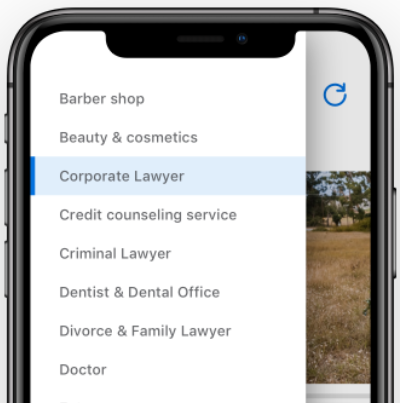 Barber shop
Beauty & cosmetics
Corporate Lawyer
Credit counseling service
Criminal Lawyer
Dentist & Dental Office
Divorce & Family Lawyer
Doctor